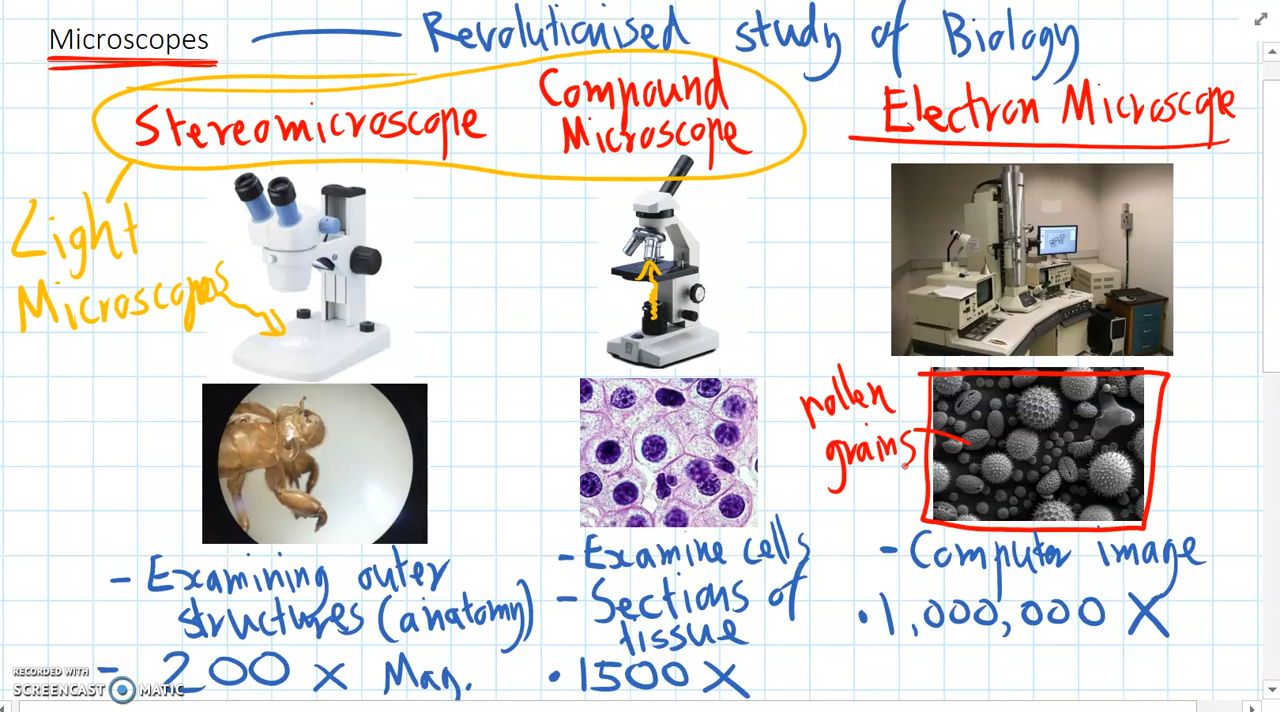 Microscopes
Revolutionised study of Biology
Stereomicroscope
Compound
Microscope
Electron Microscope
Light
Microscopes
pollen
grains
- Examining outer
structures (anatomy)
- 200 x Mag.
- Examine cells
- Sections of
tissue
• 1500 X
- Computer image
• 1,000,000 X
RECORDED WITH
SCREENCAST MATIC